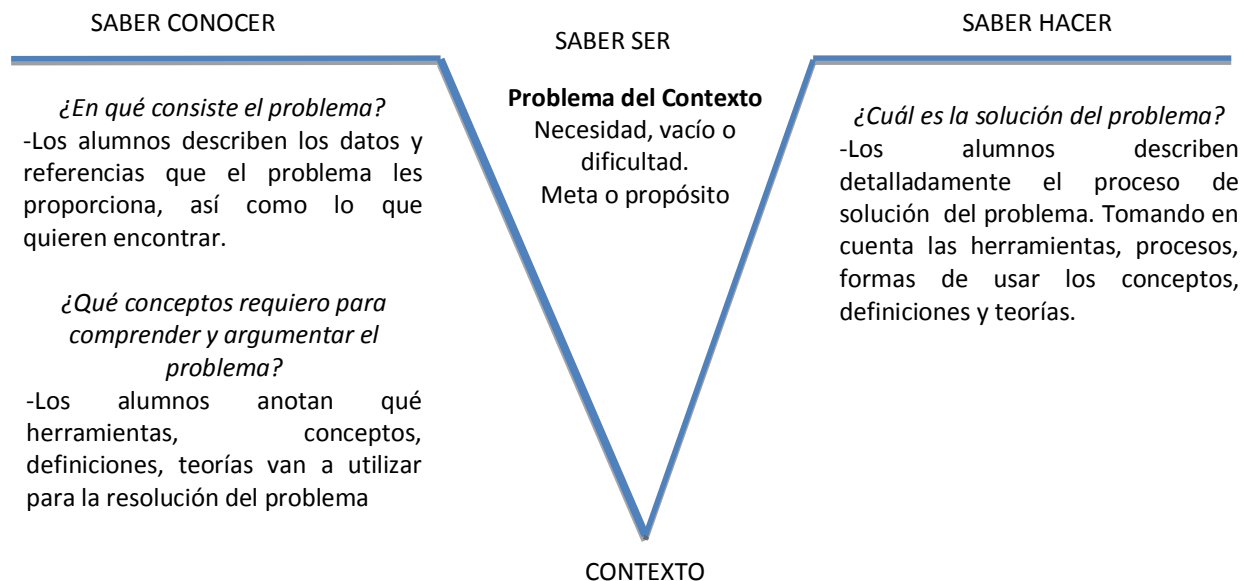 SABER CONOCER
¿En qué consiste el problema?
-Los alumnos describen los datos y
referencias que el problema les
proporciona, así como lo que
quieren encontrar.
¿Qué conceptos requiero para
comprender y argumentar el
problema?
-Los alumnos anotan qué
herramientas, conceptos,
definiciones, teorías van a utilizar
para la resolución del problema
SABER SER
Problema del Contexto
Necesidad, vacío o
dificultad.
Meta o propósito
SABER HACER
¿Cuál es la solución del problema?
-Los alumnos describen
detalladamente el proceso de
solución del problema. Tomando en
cuenta las herramientas, procesos,
formas de usar los conceptos,
definiciones y teorías.
CONTEXTO